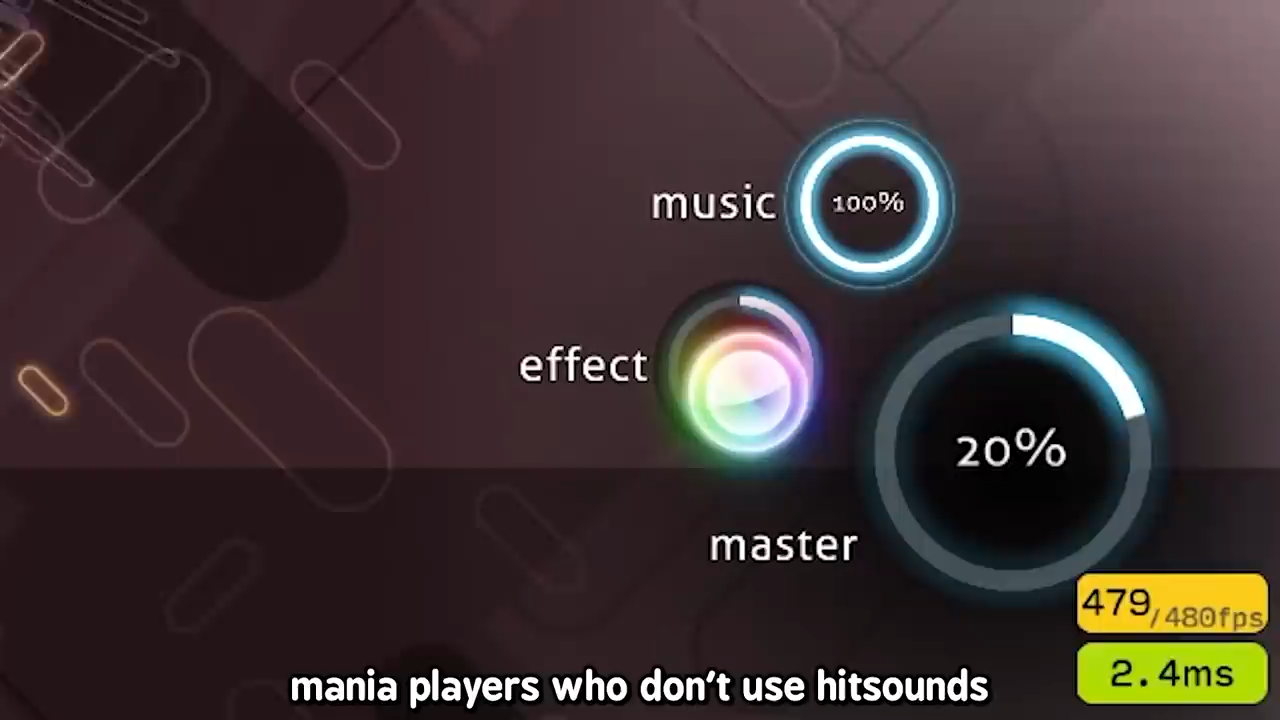 music
100%
effect
20%
master
479/480fps
2.4ms
mania players who don't use hitsounds